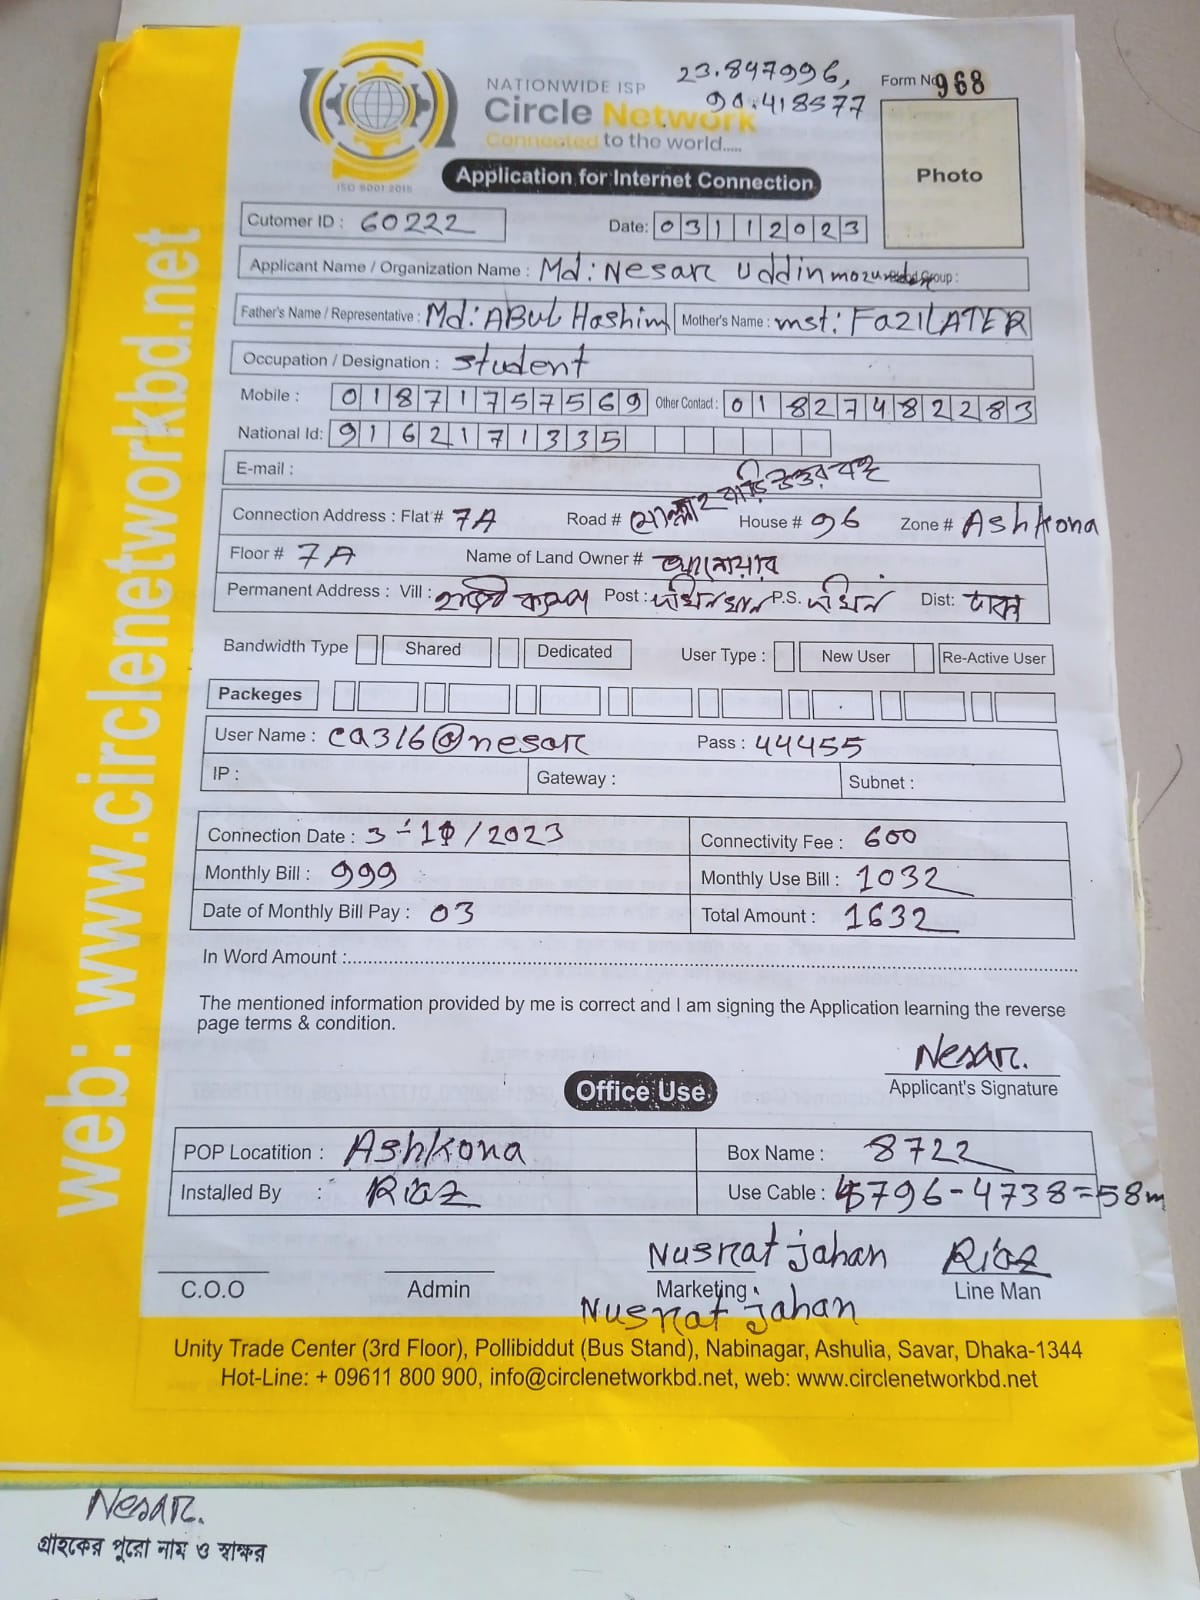 23.847996,
NATIONWIDE ISP
Form No 968
90.418577
Circle Network
Connected to the world.....
ISO 9001:2015
Application for Internet Connection
Photo
Cutomer ID : 60222
Date: 03112023
Applicant Name / Organization Name : Md: Nesar Uddin
Father's Name / Representative : Md: ABul Hashim Mother's Name : mst: FaZILATER
Occupation / Designation : Student
Mobile : 01871757569 Other Contact : 01827482283
National Id: 9162171335
E-mail :
Connection Address : Flat # 7A Road # House # 96 Zone # Ashkona
Floor # 7A Name of Land Owner # আনোয়ার
Permanent Address : Vill : Post : P.S. Dist: ঢাকা
Bandwidth Type Shared Dedicated User Type : New User Re-Active User
Packeges
User Name : ca316@nesar Pass : 44455
IP : Gateway : Subnet :
Connection Date : 3-11/2023 Connectivity Fee : 600
Monthly Bill : 999 Monthly Use Bill : 1032
Date of Monthly Bill Pay : 03 Total Amount : 1632
In Word Amount :
The mentioned information provided by me is correct and I am signing the Application learning the reverse
page terms & condition.
Nesar.
Applicant's Signature
Office Use
POP Locatition : Ashkona Box Name : 8722
Installed By : Riaz Use Cable : 4796-4738=58m
Nusrat jahan Riaz
C.O.O Admin Marketing Line Man
Nusrat jahan
Unity Trade Center (3rd Floor), Pollibiddut (Bus Stand), Nabinagar, Ashulia, Savar, Dhaka-1344
Hot-Line: + 09611 800 900, info@circlenetworkbd.net, web: www.circlenetworkbd.net
web: www.circlenetworkbd.net
Nesar.
গ্রাহকের পুরো নাম ও স্বাক্ষর